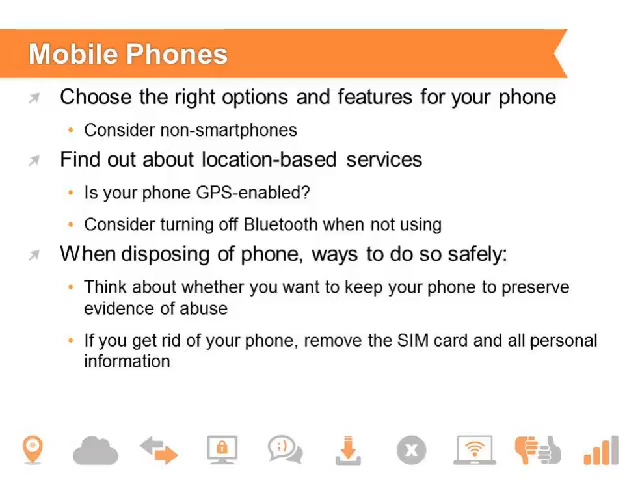 Mobile Phones
Choose the right options and features for your phone
• Consider non-smartphones
Find out about location-based services
• Is your phone GPS-enabled?
• Consider turning off Bluetooth when not using
When disposing of phone, ways to do so safely:
• Think about whether you want to keep your phone to preserve
evidence of abuse
• If you get rid of your phone, remove the SIM card and all personal
information
:)